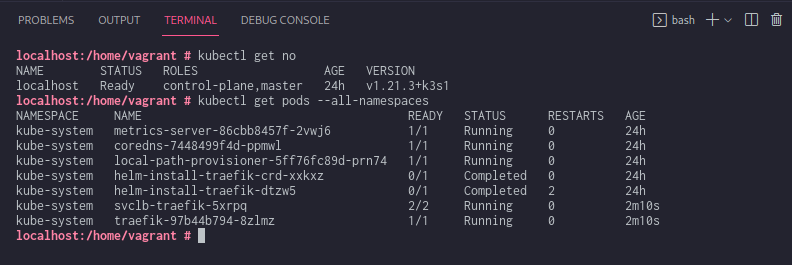 PROBLEMS OUTPUT TERMINAL DEBUG CONSOLE bash
localhost:/home/vagrant # kubectl get no
NAME STATUS ROLES AGE VERSION
localhost Ready control-plane,master 24h v1.21.3+k3s1
localhost:/home/vagrant # kubectl get pods --all-namespaces
NAMESPACE NAME READY STATUS RESTARTS AGE
kube-system metrics-server-86cbb8457f-2vwj6 1/1 Running 0 24h
kube-system coredns-7448499f4d-ppmwl 1/1 Running 0 24h
kube-system local-path-provisioner-5ff76fc89d-prn74 1/1 Running 0 24h
kube-system helm-install-traefik-crd-xxkxz 0/1 Completed 0 24h
kube-system helm-install-traefik-dtzw5 0/1 Completed 2 24h
kube-system svclb-traefik-5xrpq 2/2 Running 0 2m10s
kube-system traefik-97b44b794-8zlmz 1/1 Running 0 2m10s
localhost:/home/vagrant #